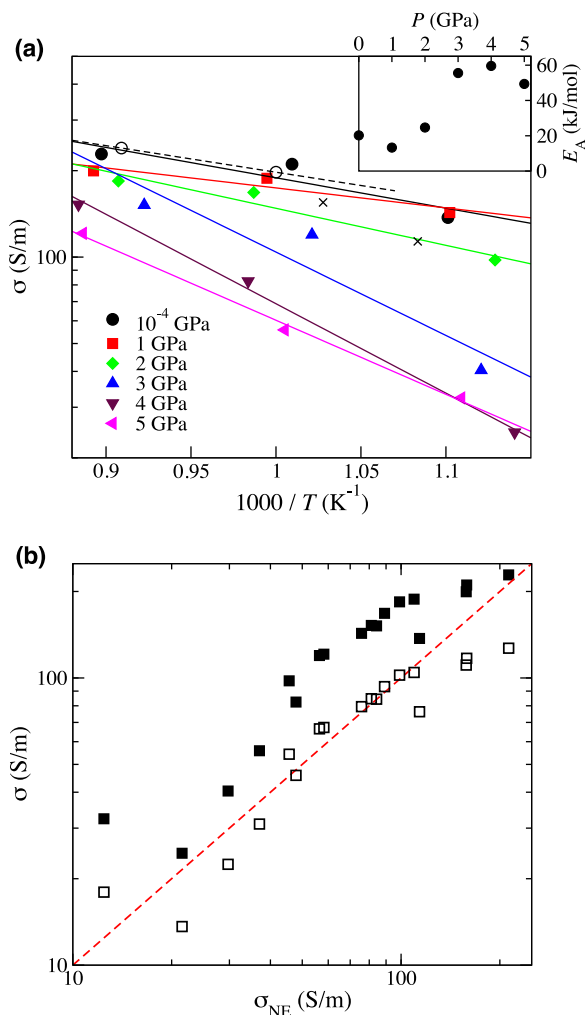 P (GPa)
(a)
0 1 2 3 4 5
60
40
20
0
E_A (kJ/mol)
σ (S/m)
100
10⁻⁴ GPa
1 GPa
2 GPa
3 GPa
4 GPa
5 GPa
0.9 0.95 1 1.05 1.1
1000 / T (K⁻¹)
(b)
σ (S/m)
100
10
10 100
σ_NE (S/m)